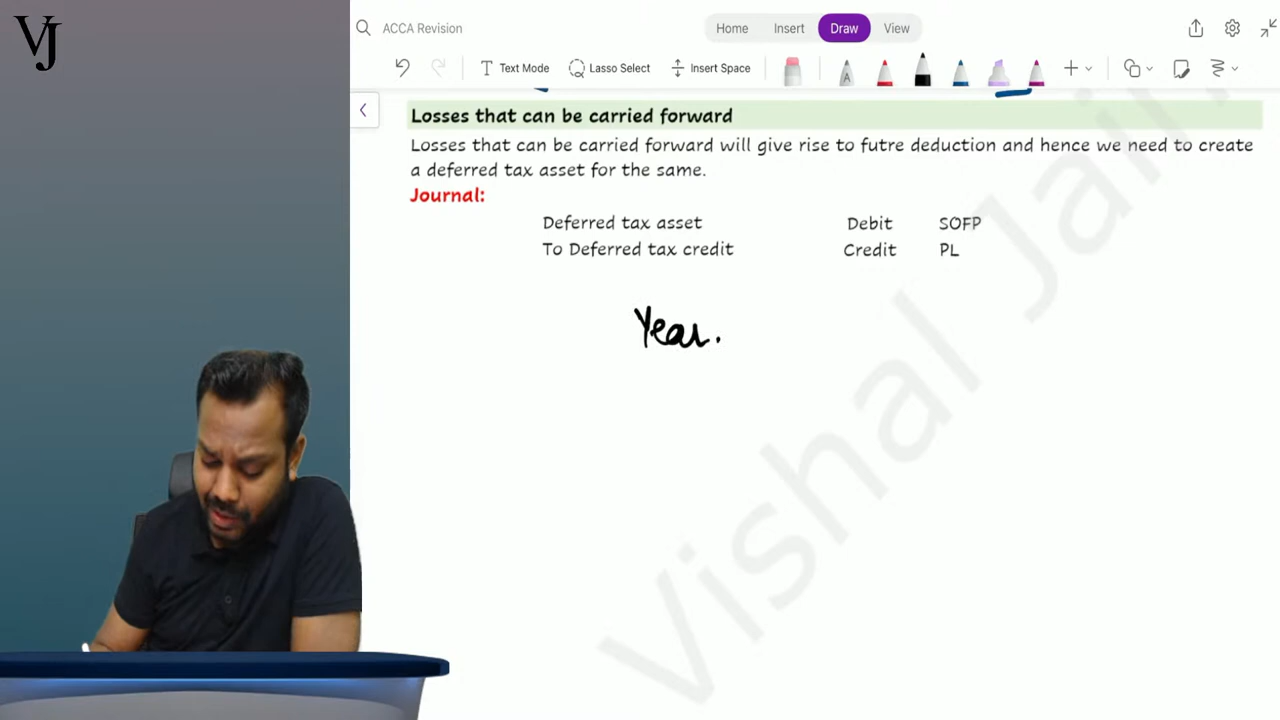 VJ
ACCA Revision
Home Insert Draw View
Text Mode Lasso Select Insert Space A
Losses that can be carried forward
Losses that can be carried forward will give rise to futre deduction and hence we need to create
a deferred tax asset for the same.
Journal:
Deferred tax asset Debit SOFP
To Deferred tax credit Credit PL
Year.
Vishal Jain